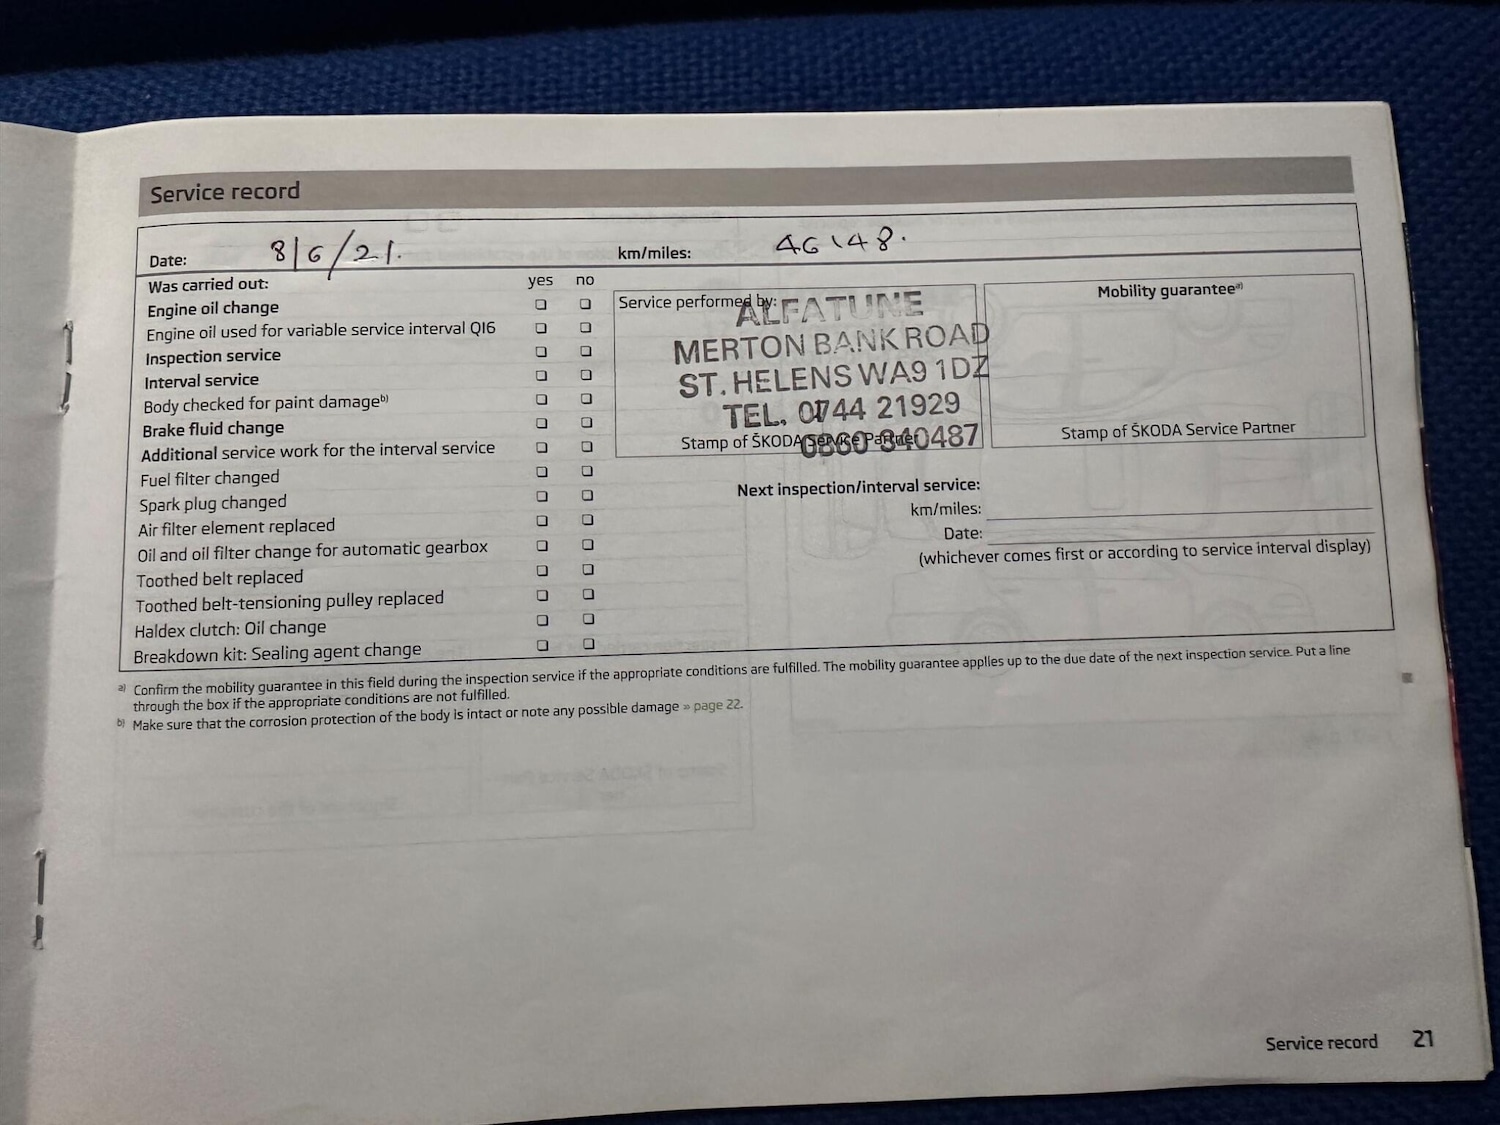 Service record
Date: 8/6/21. km/miles: 46148.
Was carried out: yes no
Engine oil change
Engine oil used for variable service interval QI6
Inspection service
Interval service
Body checked for paint damageb)
Brake fluid change
Additional service work for the interval service
Fuel filter changed
Spark plug changed
Air filter element replaced
Oil and oil filter change for automatic gearbox
Toothed belt replaced
Toothed belt-tensioning pulley replaced
Haldex clutch: Oil change
Breakdown kit: Sealing agent change
Service performed by:
ALFATUNE
MERTON BANK ROAD
ST. HELENS WA9 1DZ
TEL. 0744 21929
0860 340487
Stamp of ŠKODA Service Partner
Mobility guaranteea)
Stamp of ŠKODA Service Partner
Next inspection/interval service:
km/miles:
Date:
(whichever comes first or according to service interval display)
a) Confirm the mobility guarantee in this field during the inspection service if the appropriate conditions are fulfilled. The mobility guarantee applies up to the due date of the next inspection service. Put a line
through the box if the appropriate conditions are not fulfilled.
b) Make sure that the corrosion protection of the body is intact or note any possible damage » page 22.
Service record 21